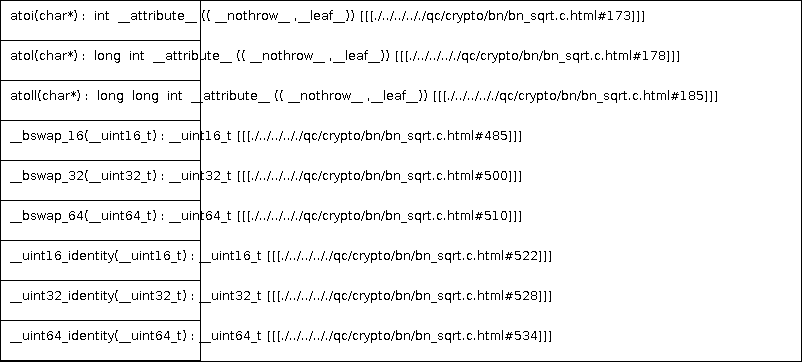 atoi(char*) : int __attribute__ (( __nothrow__ ,__leaf__)) [[[./../../../qc/crypto/bn/bn_sqrt.c.html#173]]]
atol(char*) : long int __attribute__ (( __nothrow__ ,__leaf__)) [[[./../../../qc/crypto/bn/bn_sqrt.c.html#178]]]
atoll(char*) : long long int __attribute__ (( __nothrow__ ,__leaf__)) [[[./../../../qc/crypto/bn/bn_sqrt.c.html#185]]]
__bswap_16(__uint16_t) : __uint16_t [[[./../../../qc/crypto/bn/bn_sqrt.c.html#485]]]
__bswap_32(__uint32_t) : __uint32_t [[[./../../../qc/crypto/bn/bn_sqrt.c.html#500]]]
__bswap_64(__uint64_t) : __uint64_t [[[./../../../qc/crypto/bn/bn_sqrt.c.html#510]]]
__uint16_identity(__uint16_t) : __uint16_t [[[./../../../qc/crypto/bn/bn_sqrt.c.html#522]]]
__uint32_identity(__uint32_t) : __uint32_t [[[./../../../qc/crypto/bn/bn_sqrt.c.html#528]]]
__uint64_identity(__uint64_t) : __uint64_t [[[./../../../qc/crypto/bn/bn_sqrt.c.html#534]]]